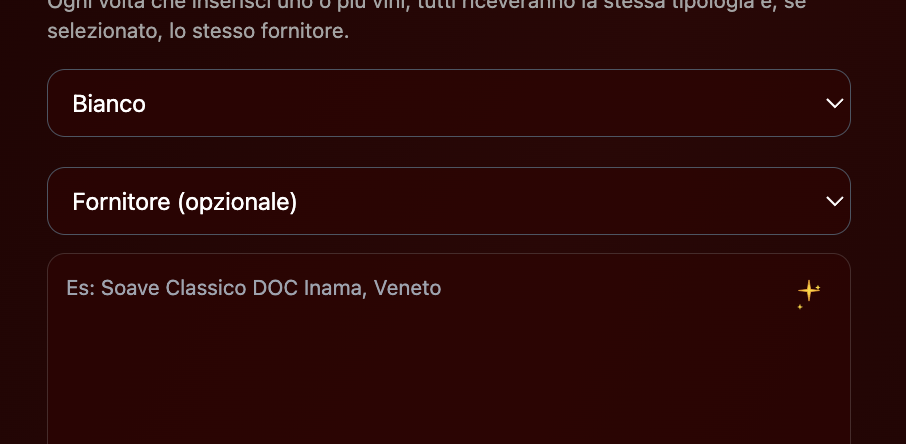 Ogni volta che inserisci uno o più vini, tutti riceveranno la stessa tipologia e, se
selezionato, lo stesso fornitore.
Bianco
Fornitore (opzionale)
Es: Soave Classico DOC Inama, Veneto